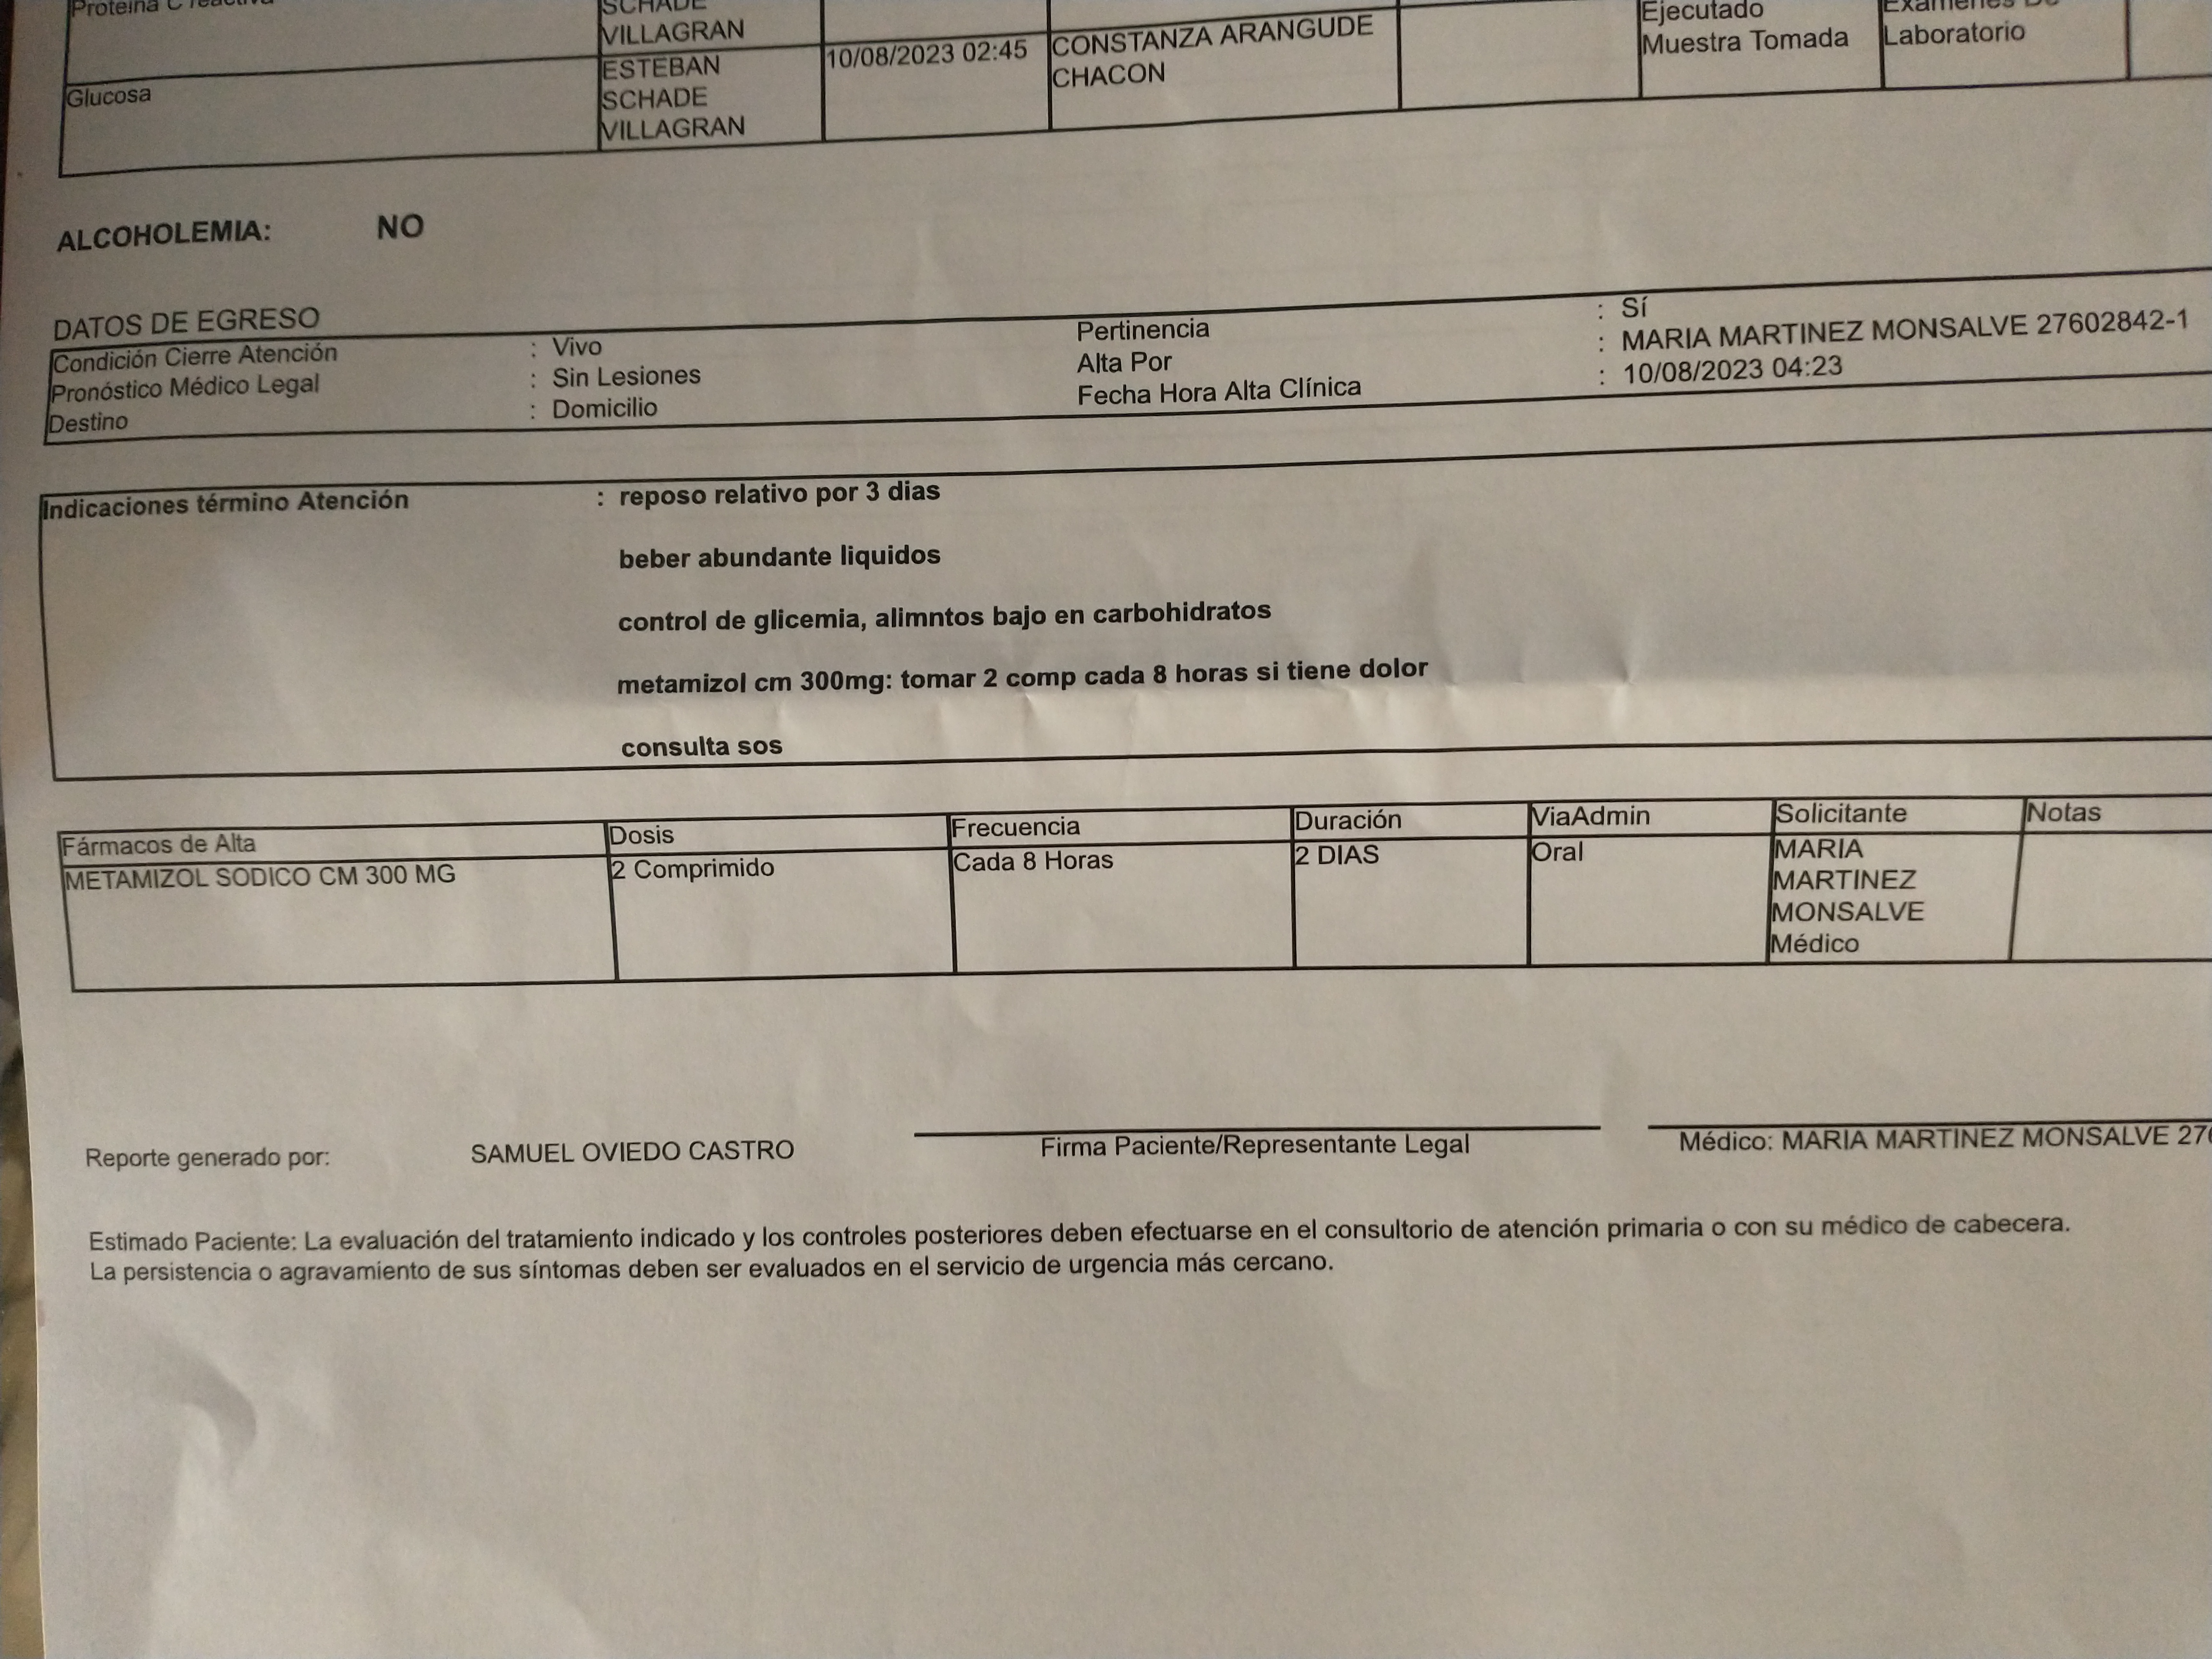 Proteina C
SCHADE
VILLAGRAN
Ejecutado
Glucosa
ESTEBAN
SCHADE
VILLAGRAN
10/08/2023 02:45
CONSTANZA ARANGUDE
CHACON
Muestra Tomada
Laboratorio
ALCOHOLEMIA: NO
DATOS DE EGRESO
Condición Cierre Atención : Vivo Pertinencia : Sí
Pronóstico Médico Legal : Sin Lesiones Alta Por : MARIA MARTINEZ MONSALVE 27602842-1
Destino : Domicilio Fecha Hora Alta Clínica : 10/08/2023 04:23
Indicaciones término Atención : reposo relativo por 3 dias
beber abundante liquidos
control de glicemia, alimntos bajo en carbohidratos
metamizol cm 300mg: tomar 2 comp cada 8 horas si tiene dolor
consulta sos
Fármacos de Alta Dosis Frecuencia Duración ViaAdmin Solicitante Notas
METAMIZOL SODICO CM 300 MG 2 Comprimido Cada 8 Horas 2 DIAS Oral MARIA
MARTINEZ
MONSALVE
Médico
Reporte generado por: SAMUEL OVIEDO CASTRO Firma Paciente/Representante Legal Médico: MARIA MARTINEZ MONSALVE 276
Estimado Paciente: La evaluación del tratamiento indicado y los controles posteriores deben efectuarse en el consultorio de atención primaria o con su médico de cabecera.
La persistencia o agravamiento de sus síntomas deben ser evaluados en el servicio de urgencia más cercano.